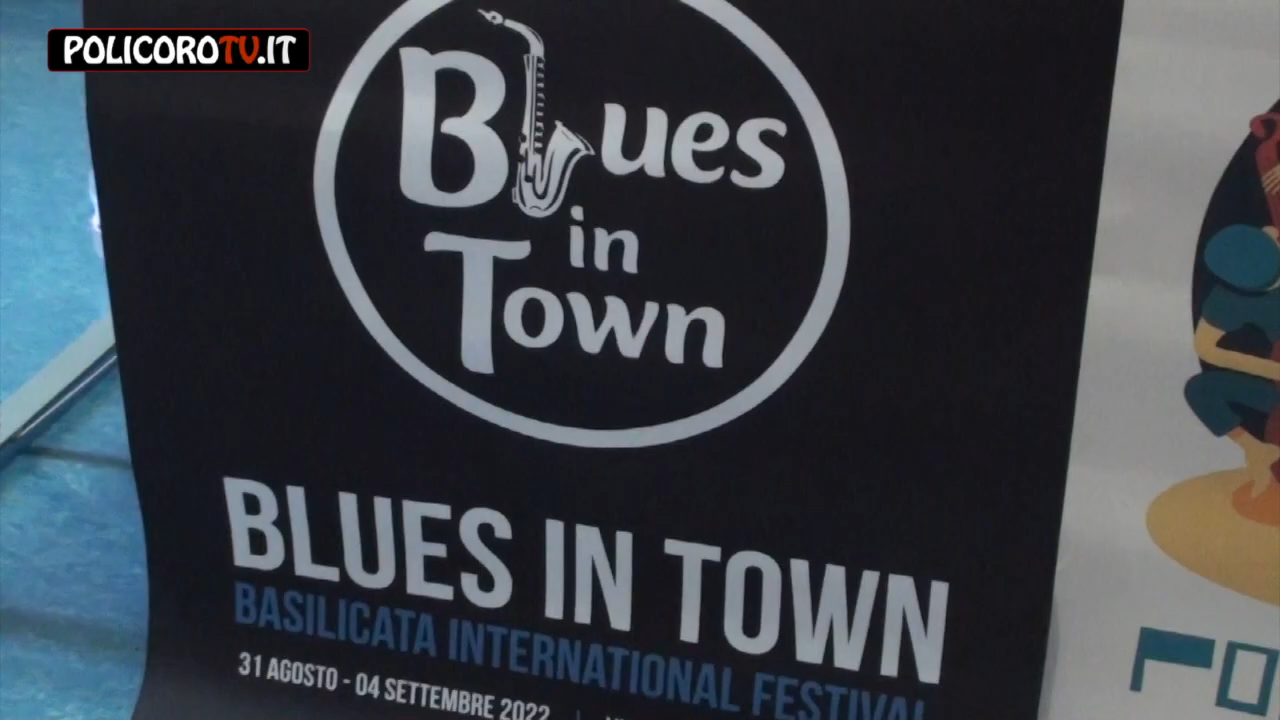 POLICOROTV.IT
Blues
in
Town
BLUES IN TOWN
BASILICATA INTERNATIONAL FESTIVAL
31 AGOSTO - 04 SETTEMBRE 2022 |